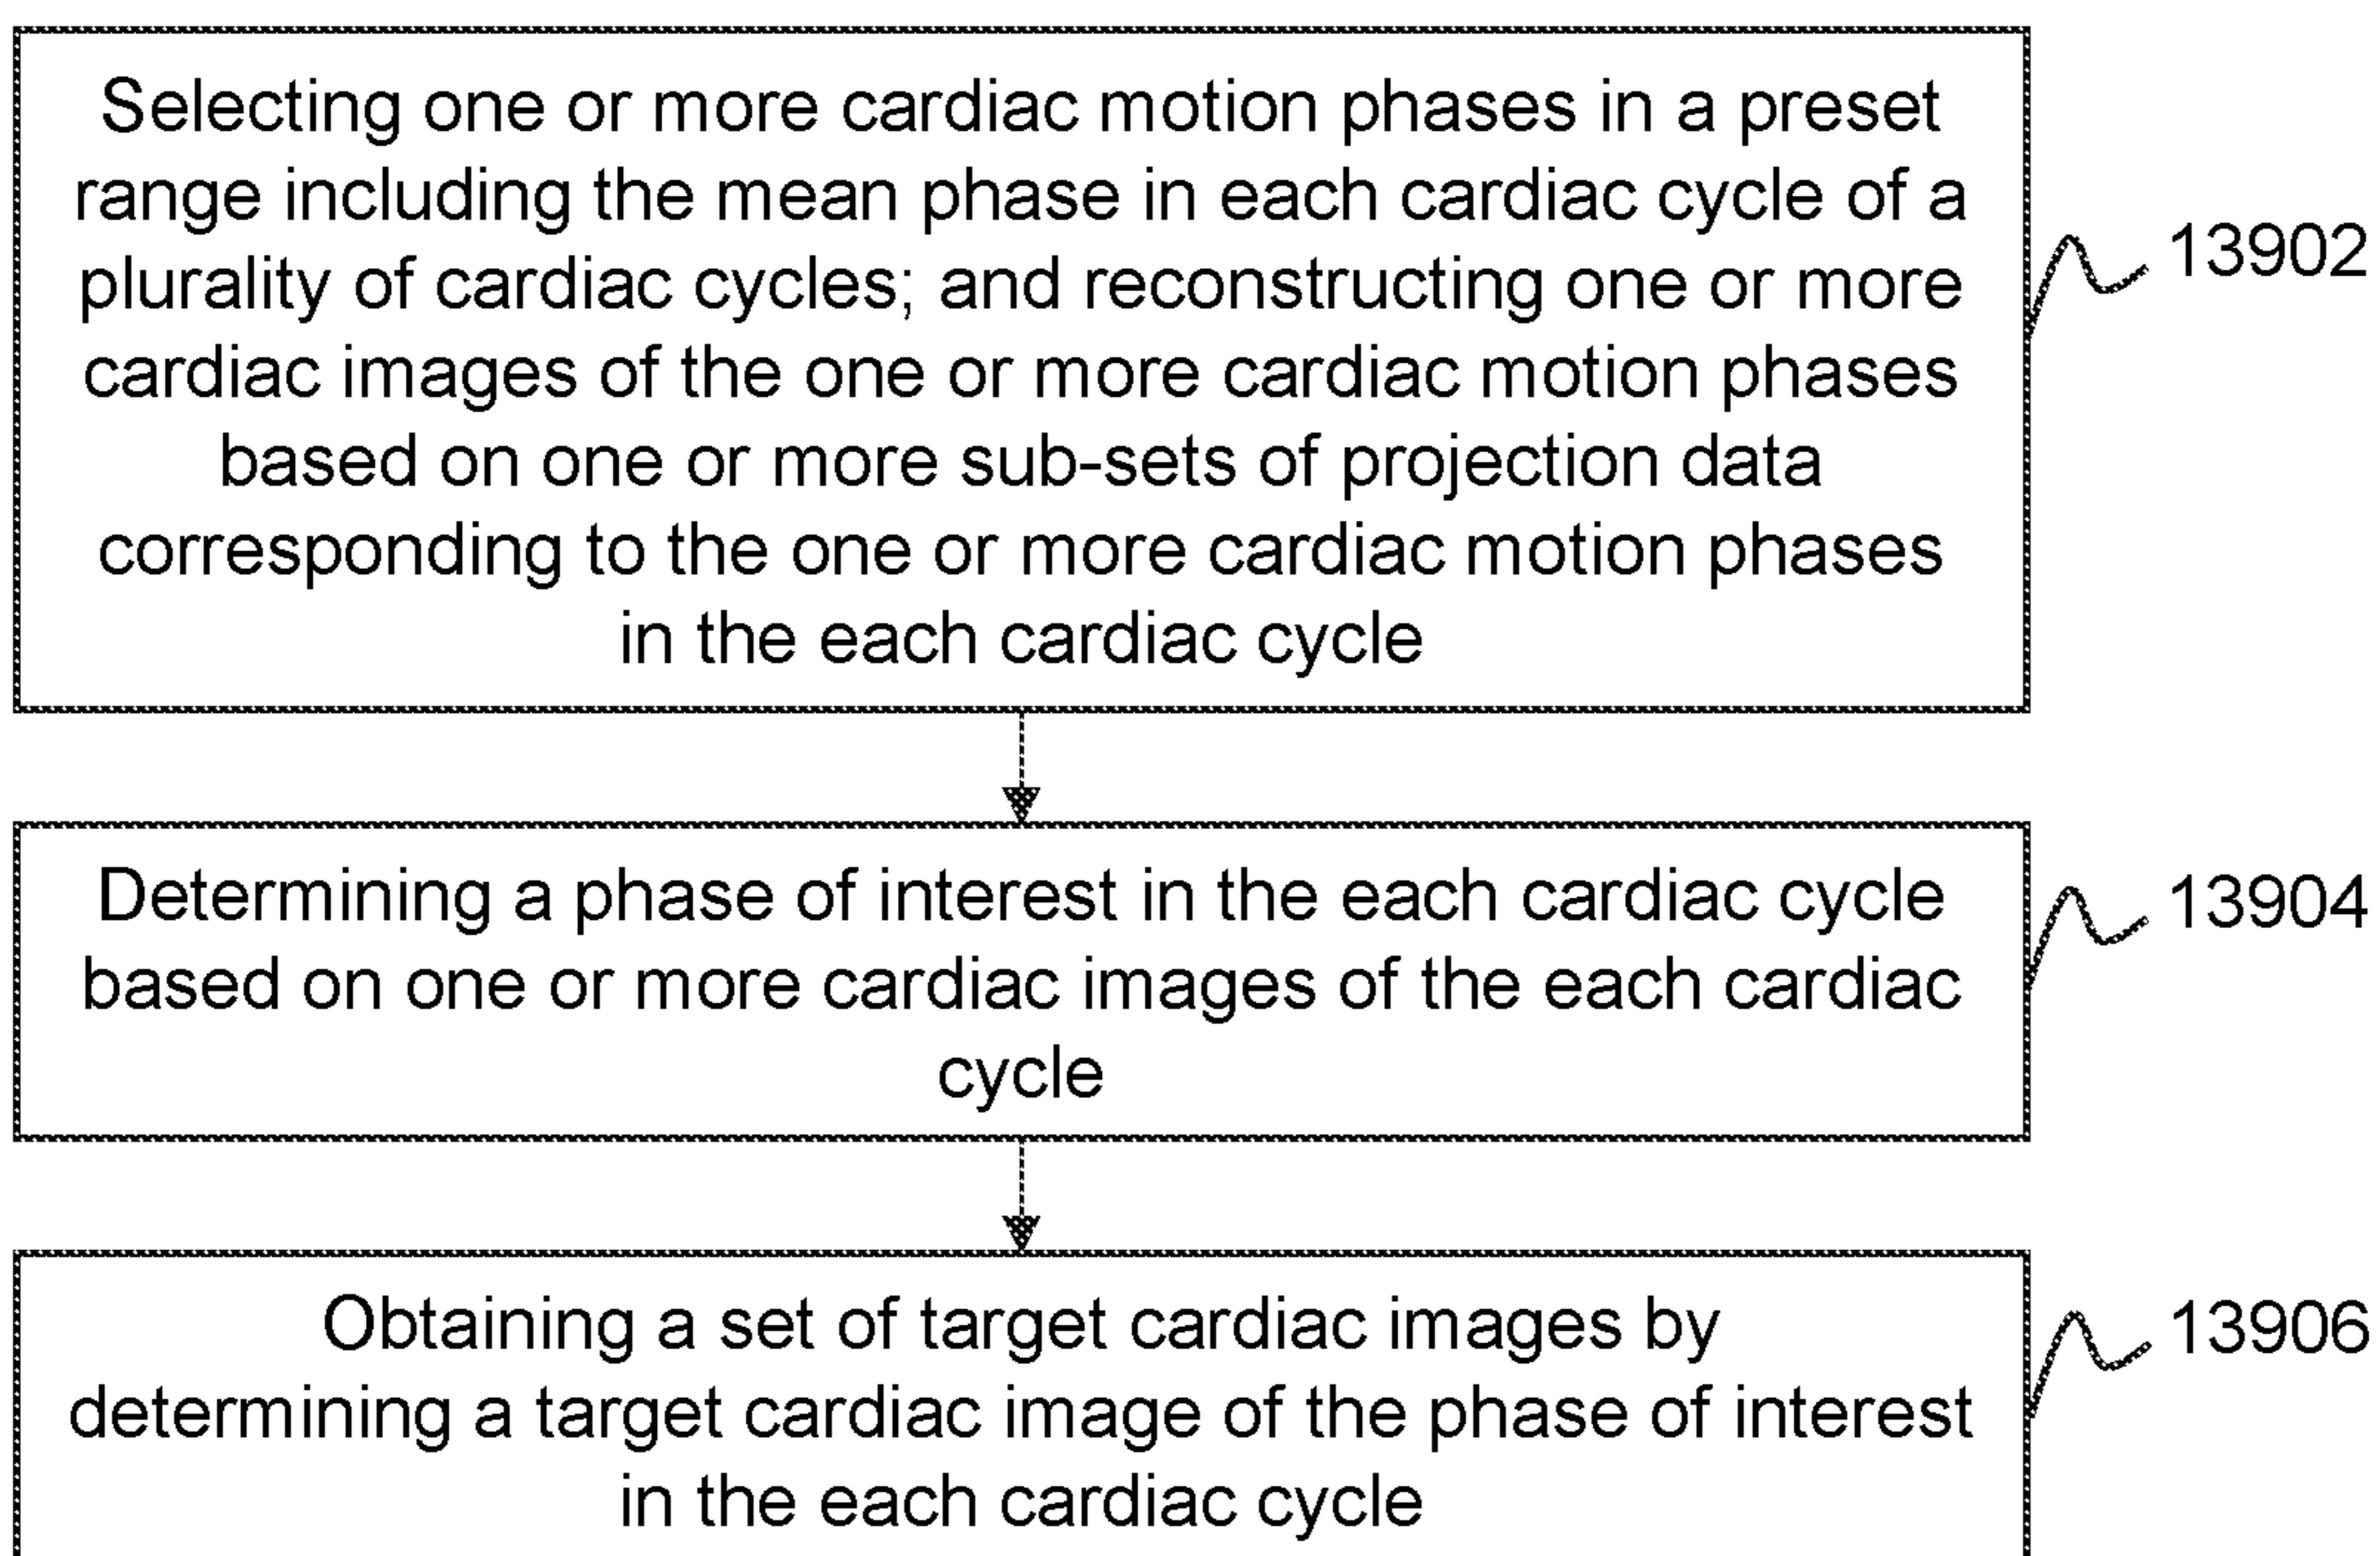 Selecting one or more cardiac motion phases in a preset
range including the mean phase in each cardiac cycle of a
plurality of cardiac cycles; and reconstructing one or more
cardiac images of the one or more cardiac motion phases
based on one or more sub-sets of projection data
corresponding to the one or more cardiac motion phases
in the each cardiac cycle
13902
Determining a phase of interest in the each cardiac cycle
based on one or more cardiac images of the each cardiac
cycle
13904
Obtaining a set of target cardiac images by
determining a target cardiac image of the phase of interest
in the each cardiac cycle
13906